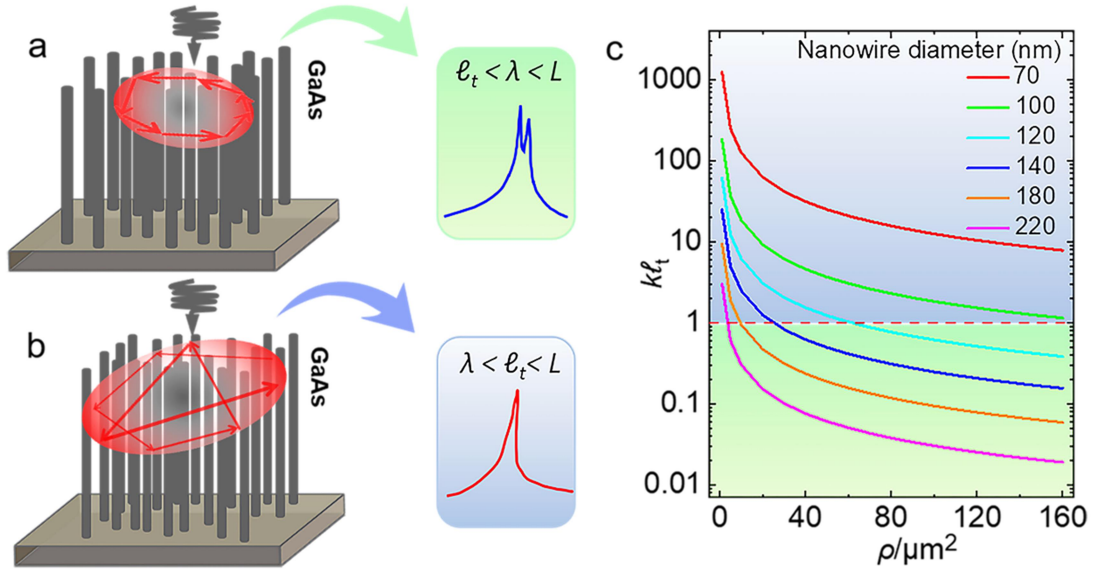 a
GaAs
ℓt < λ < L
b
GaAs
λ < ℓt < L
c
Nanowire diameter (nm)
70
100
120
140
180
220
1000
100
10
1
0.1
0.01
kℓt
0 40 80 120 160
ρ/μm²